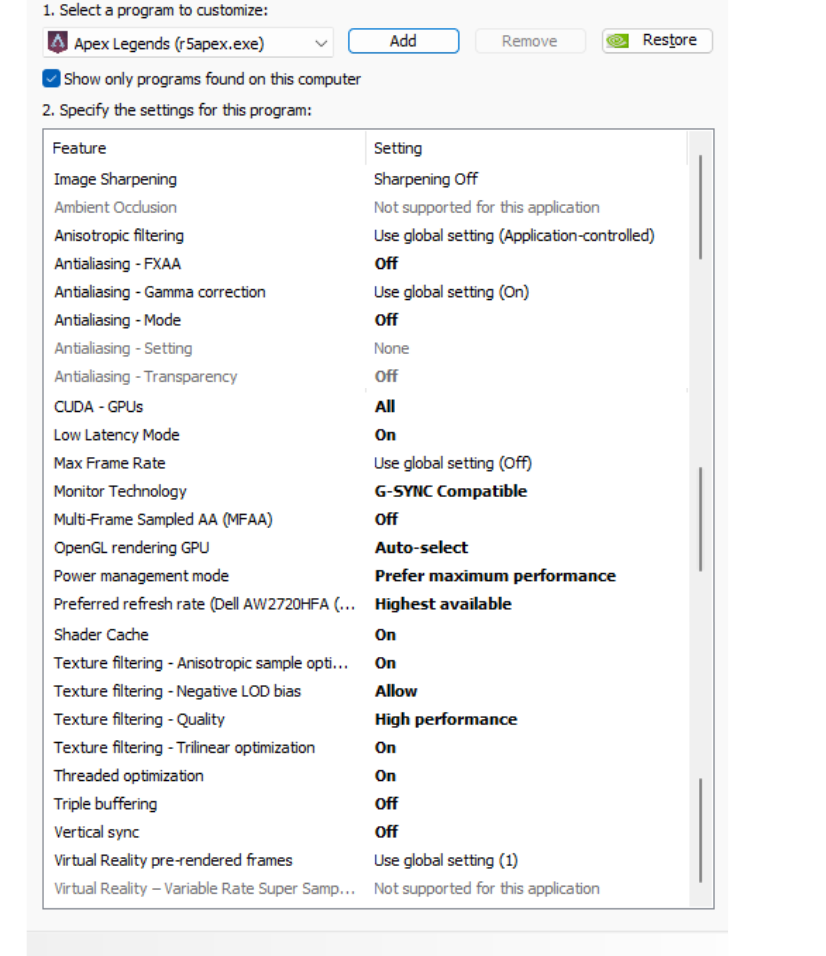 1. Select a program to customize:
Apex Legends (r5apex.exe)
Add
Remove
Restore
Show only programs found on this computer
2. Specify the settings for this program:
Feature Setting
Image Sharpening Sharpening Off
Ambient Occlusion Not supported for this application
Anisotropic filtering Use global setting (Application-controlled)
Antialiasing - FXAA Off
Antialiasing - Gamma correction Use global setting (On)
Antialiasing - Mode Off
Antialiasing - Setting None
Antialiasing - Transparency Off
CUDA - GPUs All
Low Latency Mode On
Max Frame Rate Use global setting (Off)
Monitor Technology G-SYNC Compatible
Multi-Frame Sampled AA (MFAA) Off
OpenGL rendering GPU Auto-select
Power management mode Prefer maximum performance
Preferred refresh rate (Dell AW2720HFA (... Highest available
Shader Cache On
Texture filtering - Anisotropic sample opti... On
Texture filtering - Negative LOD bias Allow
Texture filtering - Quality High performance
Texture filtering - Trilinear optimization On
Threaded optimization On
Triple buffering Off
Vertical sync Off
Virtual Reality pre-rendered frames Use global setting (1)
Virtual Reality – Variable Rate Super Samp... Not supported for this application